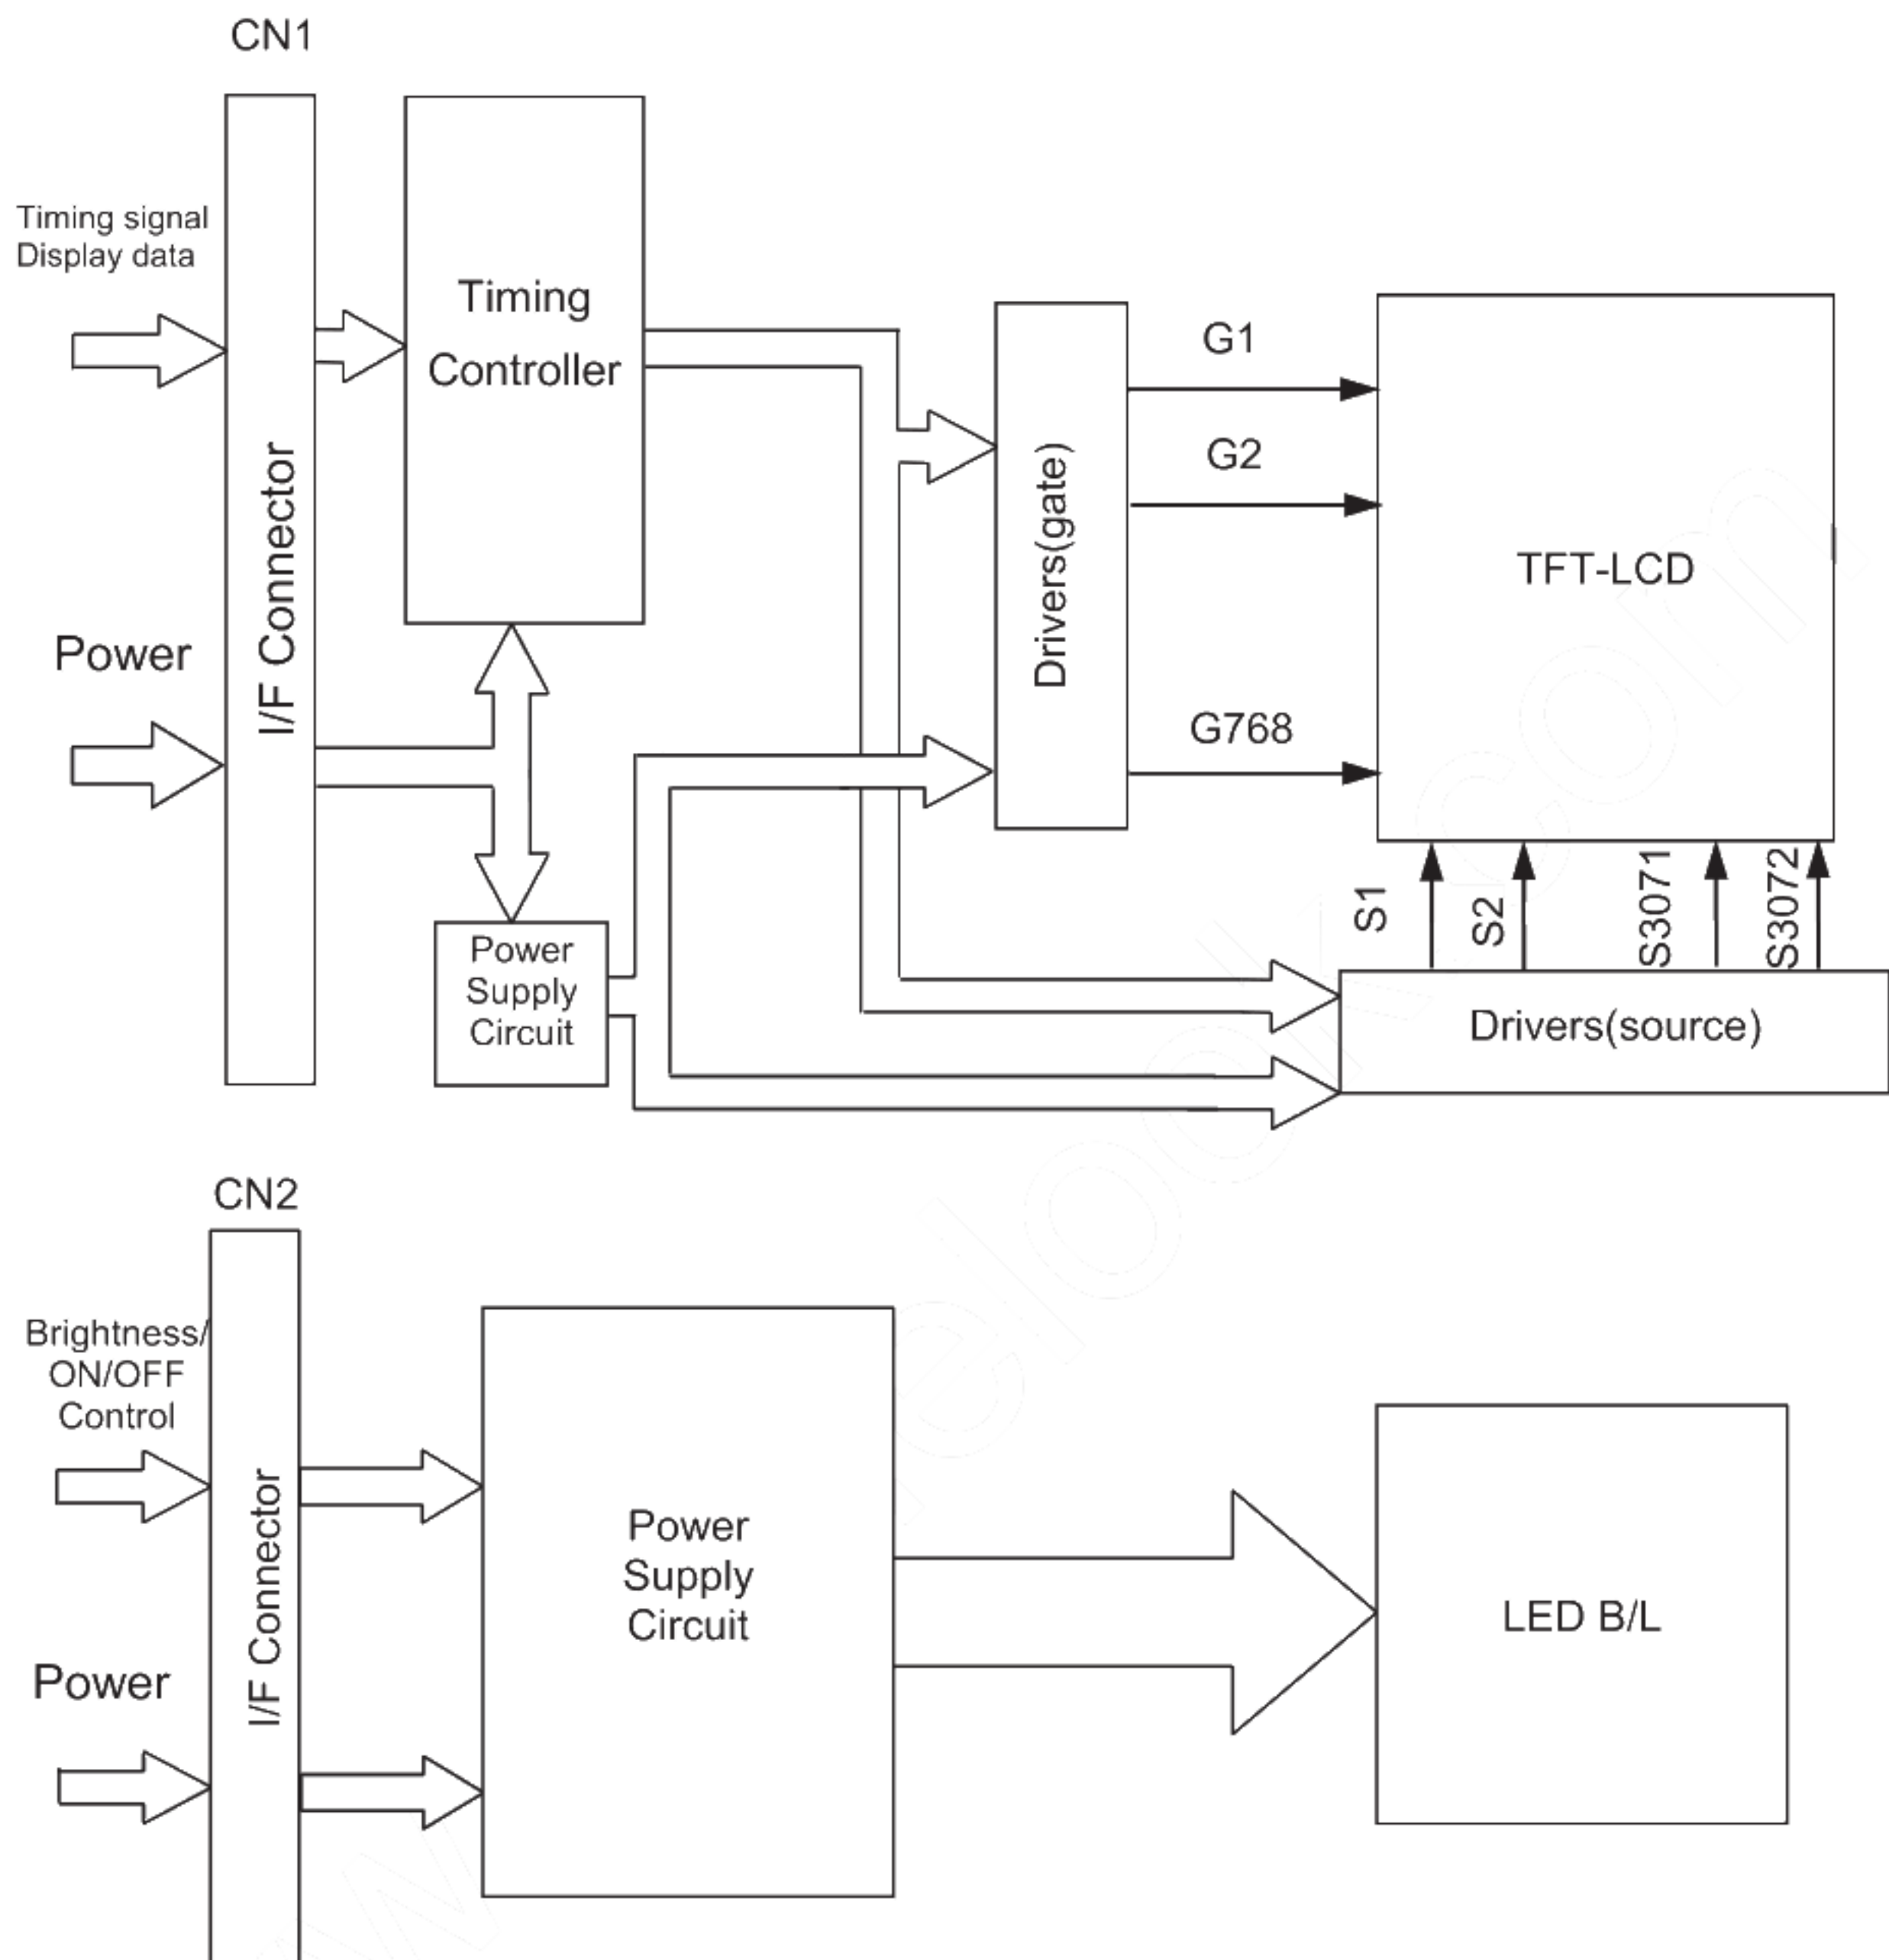 CN1
Timing signal
Display data
Power
I/F Connector
Timing
Controller
Power
Supply
Circuit
Drivers(gate)
G1
G2
G768
TFT-LCD
S1
S2
S3071
S3072
Drivers(source)
CN2
Brightness/
ON/OFF
Control
Power
I/F Connector
Power
Supply
Circuit
LED B/L